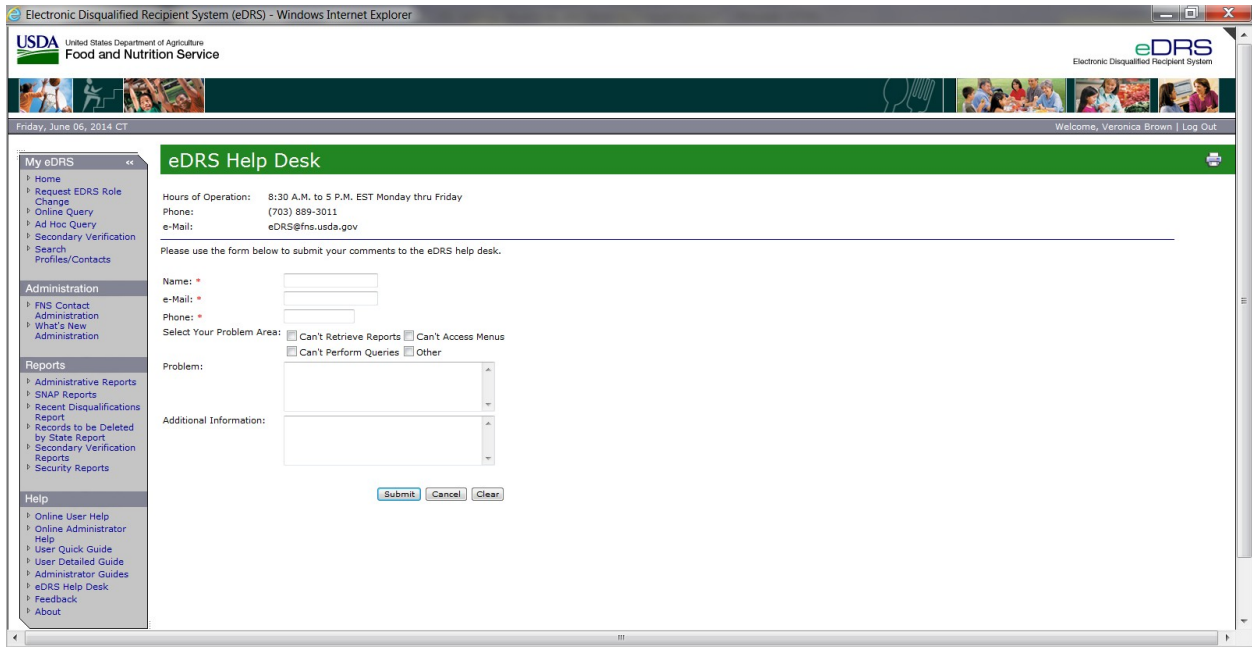 Electronic Disqualified Recipient System (eDRS) - Windows Internet Explorer
USDA United States Department of Agriculture
Food and Nutrition Service
eDRS
Electronic Disqualified Recipient System
Friday, June 06, 2014 CT
Welcome, Veronica Brown | Log Out
My eDRS «
Home
Request EDRS Role
Change
Online Query
Ad Hoc Query
Secondary Verification
Search
Profiles/Contacts
Administration
FNS Contact
Administration
What's New
Administration
Reports
Administrative Reports
SNAP Reports
Recent Disqualifications
Report
Records to be Deleted
by State Report
Secondary Verification
Reports
Security Reports
Help
Online User Help
Online Administrator
Help
User Quick Guide
User Detailed Guide
Administrator Guides
eDRS Help Desk
Feedback
About
eDRS Help Desk
Hours of Operation: 8:30 A.M. to 5 P.M. EST Monday thru Friday
Phone: (703) 889-3011
e-Mail: eDRS@fns.usda.gov
Please use the form below to submit your comments to the eDRS help desk.
Name: *
e-Mail: *
Phone: *
Select Your Problem Area: Can't Retrieve Reports Can't Access Menus
Can't Perform Queries Other
Problem:
Additional Information:
Submit Cancel Clear